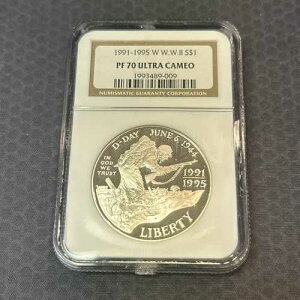 1991-1995 W W.W.II S$1
PF 70 ULTRA CAMEO
1993489-009
NUMISMATIC GUARANTY CORPORATION
D-DAY JUNE 6, 1944
IN
GOD
WE
TRUST
1991
1995
LIBERTY